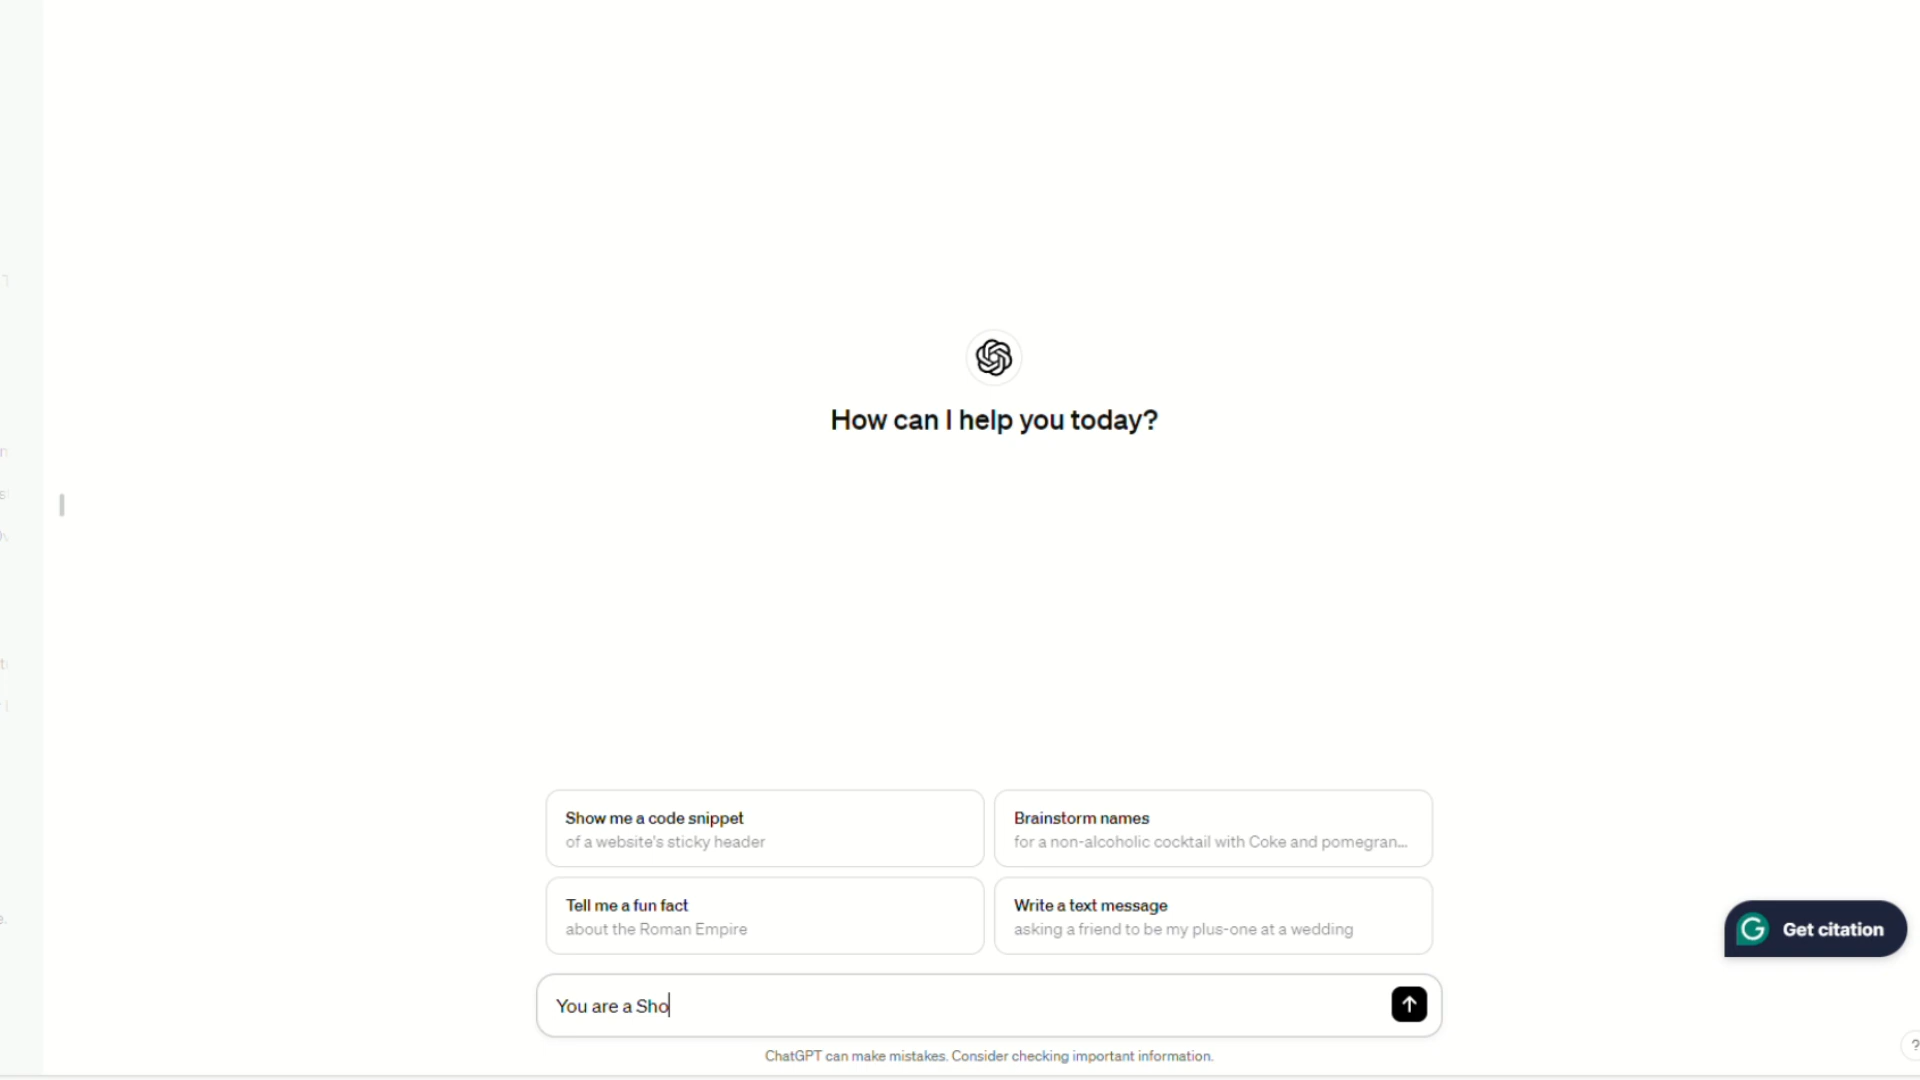 How can I help you today?
Show me a code snippet
of a website's sticky header
Brainstorm names
for a non-alcoholic cocktail with Coke and pomegran...
Tell me a fun fact
about the Roman Empire
Write a text message
asking a friend to be my plus-one at a wedding
Get citation
You are a Sho
ChatGPT can make mistakes. Consider checking important information.
?